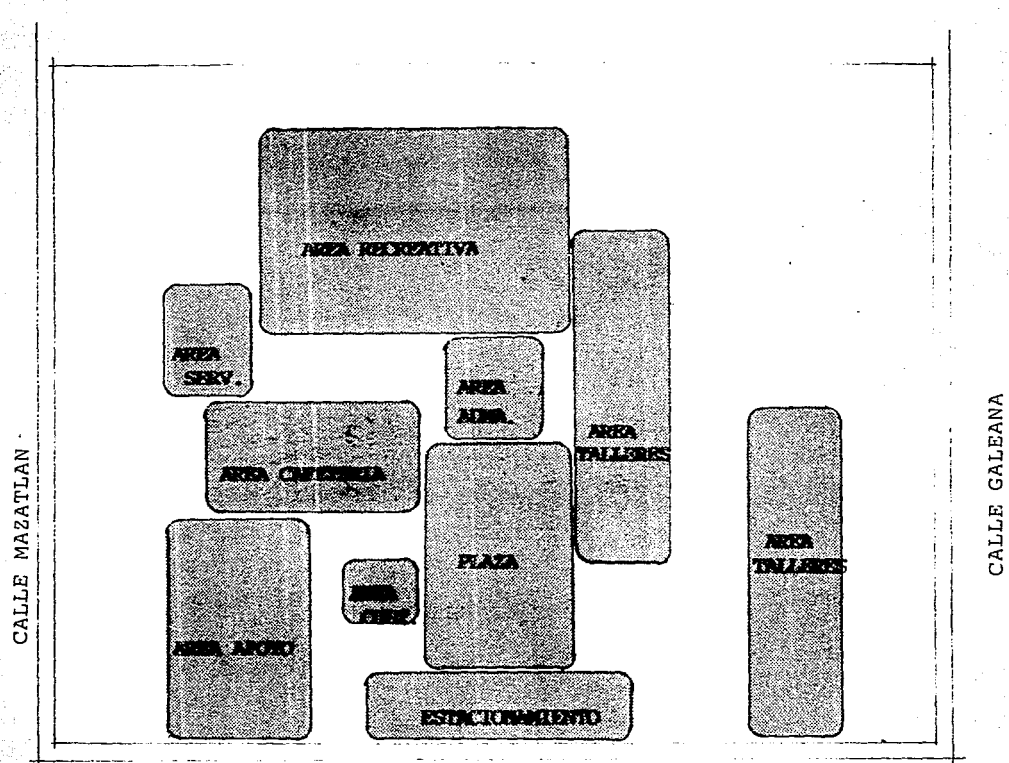 AREA RECREATIVA
AREA
SERV.
AREA
ADMA.
AREA
TALLERES
AREA CAFETERIA
CALLE MAZATLAN
CALLE GALEANA
PLAZA
AREA
TALLERES
AREA
AREA APOYO
ESTACIONAMIENTO